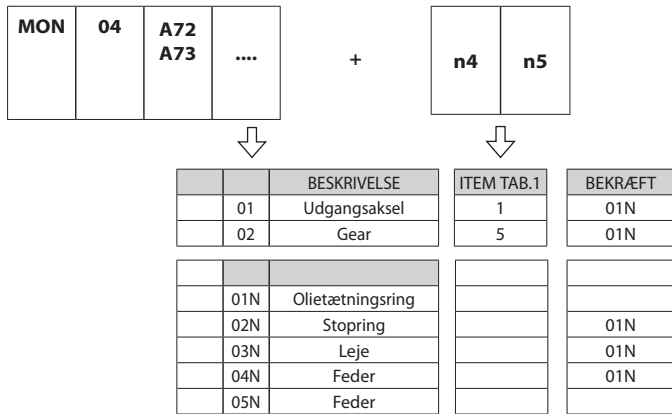 MON 04 A72 .... + n4 n5
A73
BESKRIVELSE ITEM TAB.1 BEKRÆFT
01 Udgangsaksel 1 01N
02 Gear 5 01N
01N Olietætningsring
02N Stopring 01N
03N Leje 01N
04N Feder 01N
05N Feder